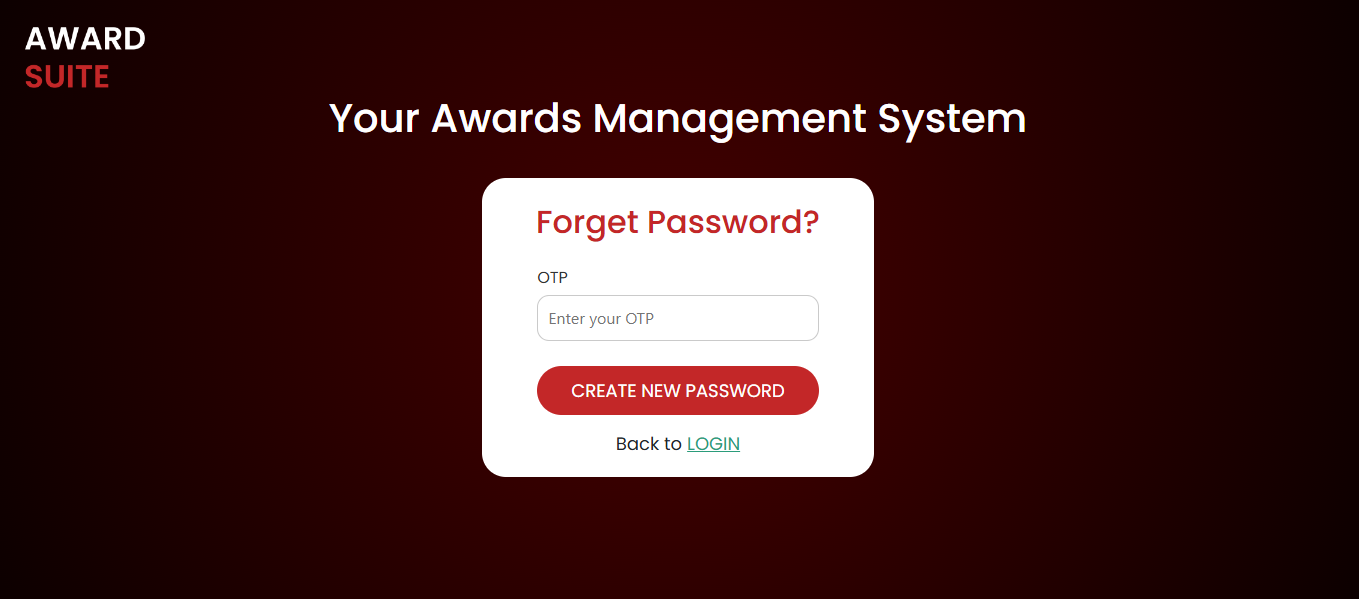 AWARD
SUITE
Your Awards Management System
Forget Password?
OTP
Enter your OTP
CREATE NEW PASSWORD
Back to LOGIN